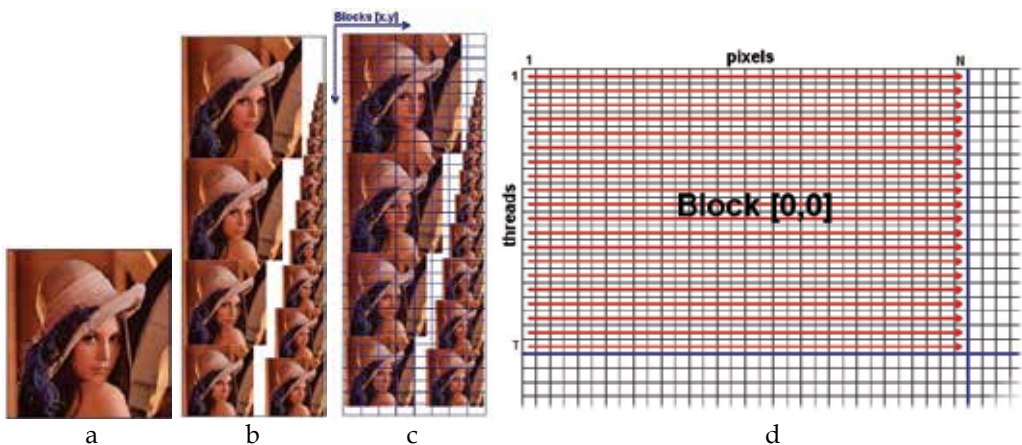 Blocks [x,y]
1 pixels N
1
threads
Block [0,0]
T
a b c d